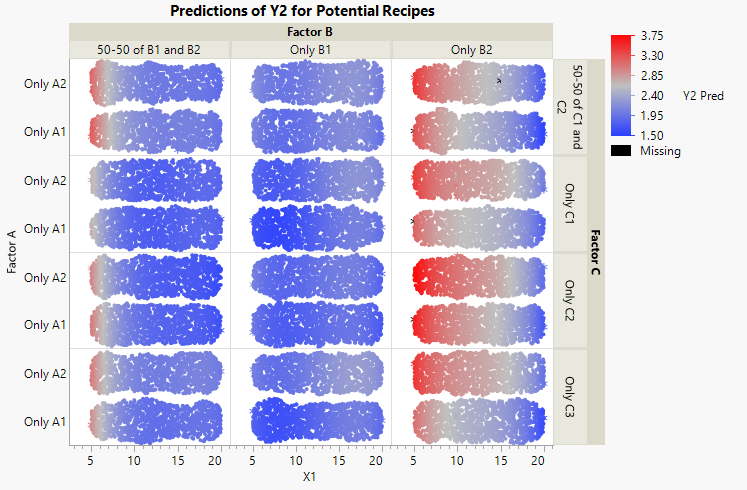 Predictions of Y2 for Potential Recipes
Factor B
50-50 of B1 and B2 Only B1 Only B2
Only A2
Only A1
Only A2
Only A1
Only A2
Only A1
Only A2
Only A1
Factor A
50-50 of C1 and
C2
Only C1
Only C2
Only C3
Factor C
5 10 15 20 5 10 15 20 5 10 15 20
X1
3.75
3.30
2.85
2.40
1.95
1.50
Y2 Pred
Missing